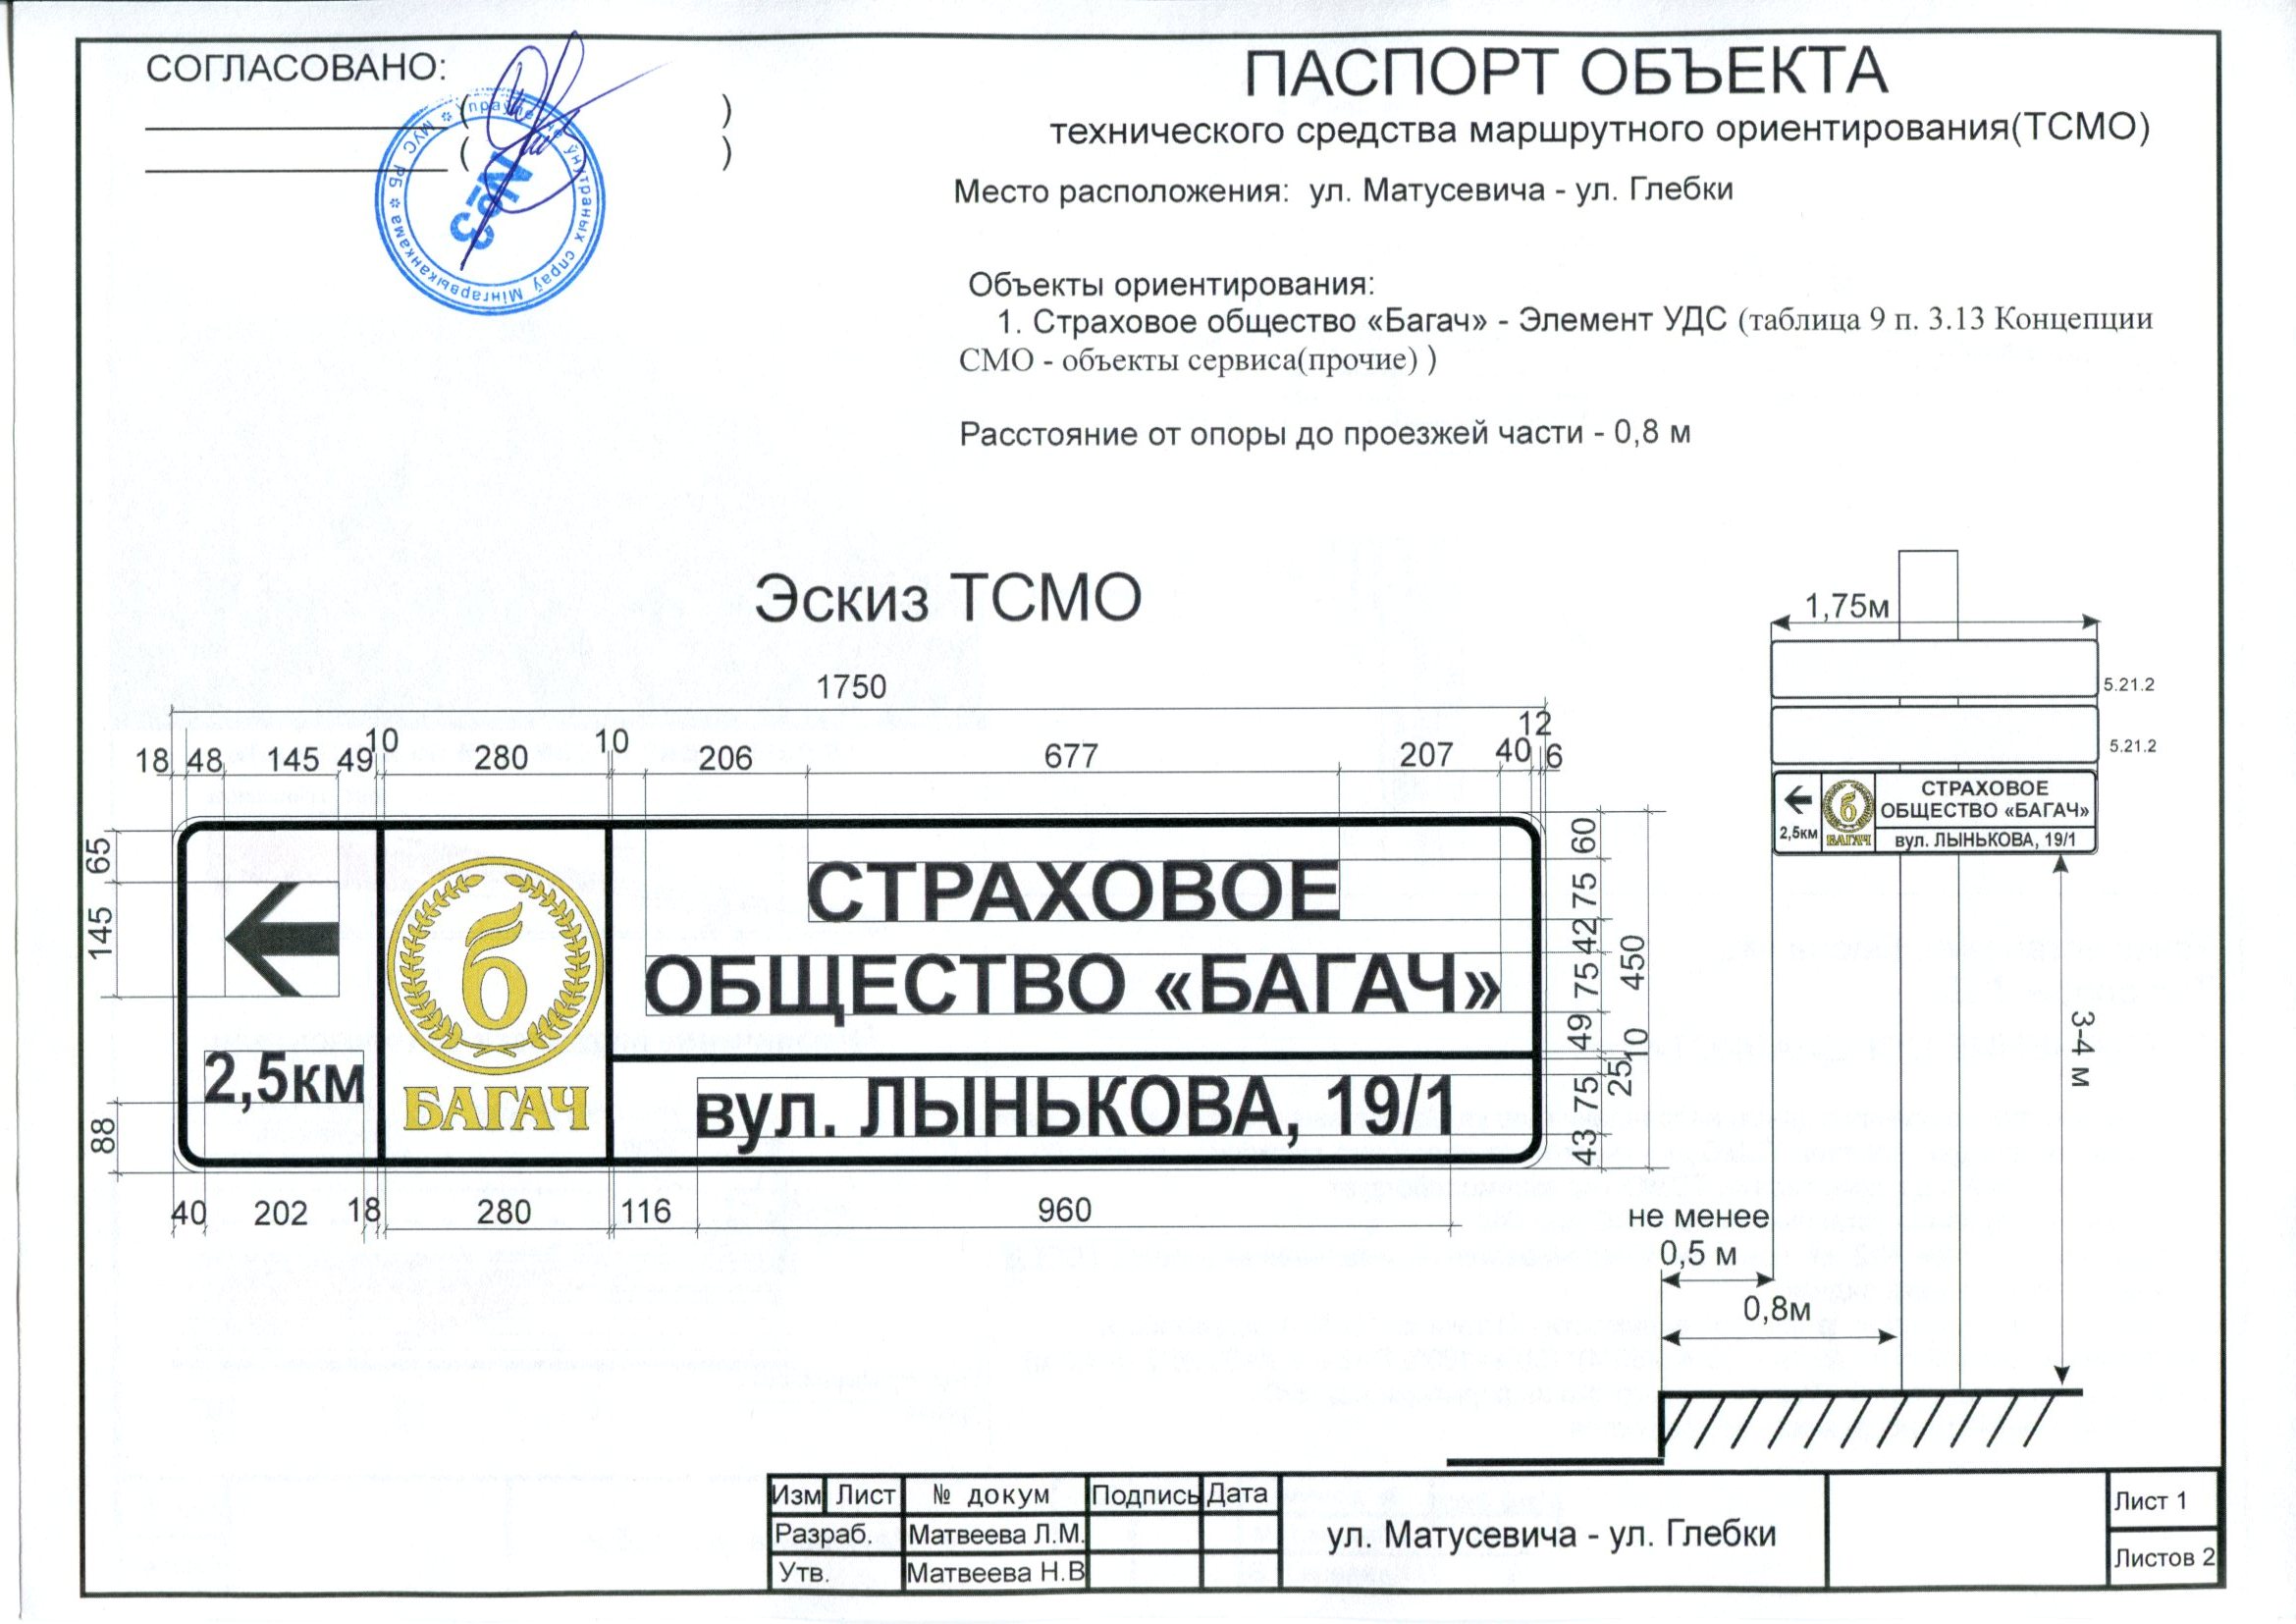 СОГЛАСОВАНО:
( )
( )
Упраўленне ўнутраных спраў Мінгарвыканкама * МУС РБ *
№3
ПАСПОРТ ОБЪЕКТА
технического средства маршрутного ориентирования(ТСМО)
Место расположения: ул. Матусевича - ул. Глебки
Объекты ориентирования:
1. Страховое общество «Багач» - Элемент УДС (таблица 9 п. 3.13 Концепции
СМО - объекты сервиса(прочие) )
Расстояние от опоры до проезжей части - 0,8 м
Эскиз ТСМО
1750
18 48 145 49 10 280 10 206 677 207 40 12 6
65
145
88
2,5км
б
БАГАЧ
СТРАХОВОЕ
ОБЩЕСТВО «БАГАЧ»
вул. ЛЫНЬКОВА, 19/1
60
75
42
75
49
10
25
75
43
450
40 202 18 280 116 960
1,75м
5.21.2
5.21.2
2,5км
б
БАГАЧ
СТРАХОВОЕ
ОБЩЕСТВО «БАГАЧ»
вул. ЛЫНЬКОВА, 19/1
3-4 м
не менее
0,5 м
0,8м
Изм Лист № докум Подпись Дата
Разраб. Матвеева Л.М.
Утв. Матвеева Н.В
ул. Матусевича - ул. Глебки
Лист 1
Листов 2